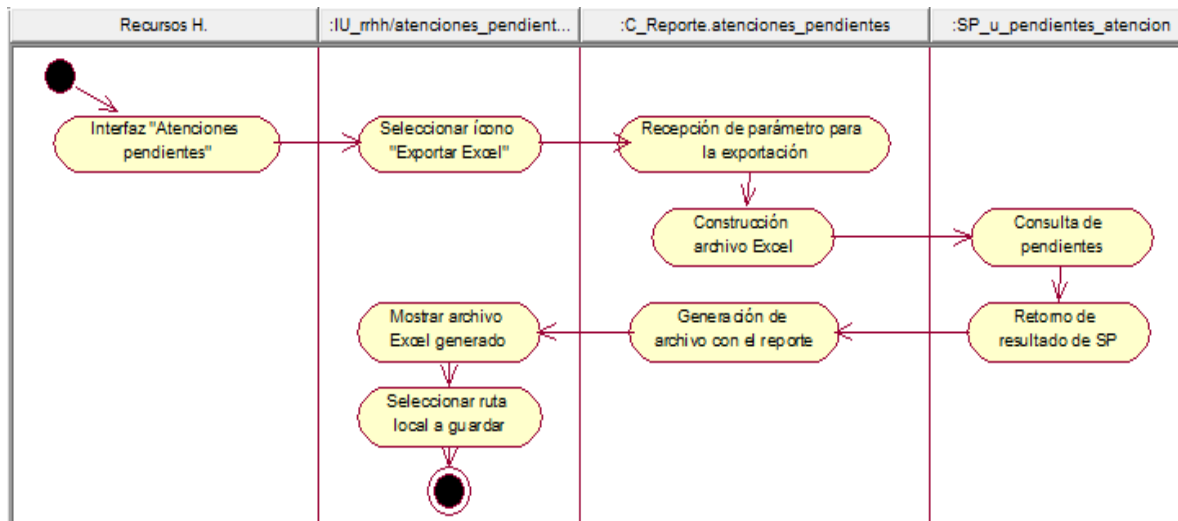 Recursos H.
:IU_rrhh/atenciones_pendient...
:C_Reporte.atenciones_pendientes
:SP_u_pendientes_atencion
Interfaz "Atenciones
pendientes"
Seleccionar ícono
"Exportar Excel"
Recepción de parámetro para
la exportación
Construcción
archivo Excel
Consulta de
pendientes
Mostrar archivo
Excel generado
Generación de
archivo con el reporte
Retorno de
resultado de SP
Seleccionar ruta
local a guardar